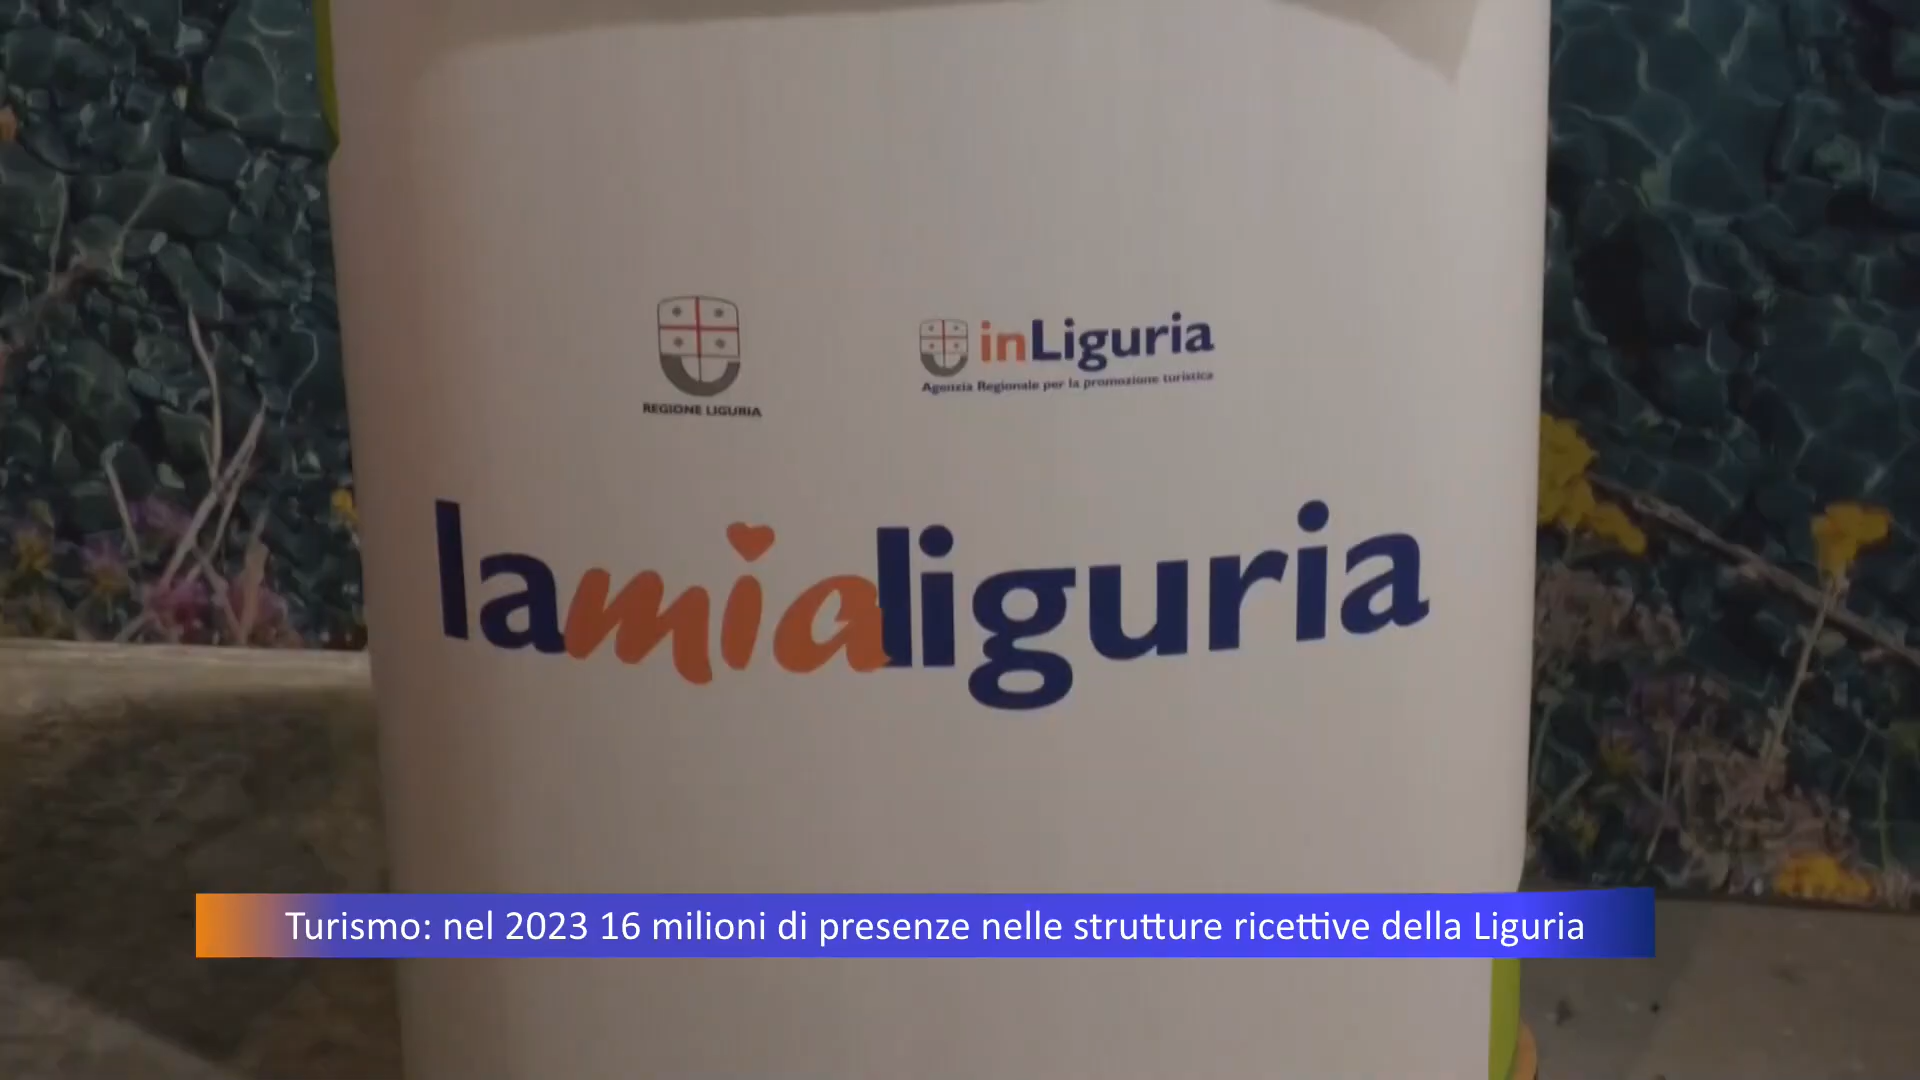 REGIONE LIGURIA
inLiguria
Agenzia Regionale per la promozione turistica
lamialiguria
Turismo: nel 2023 16 milioni di presenze nelle strutture ricettive della Liguria